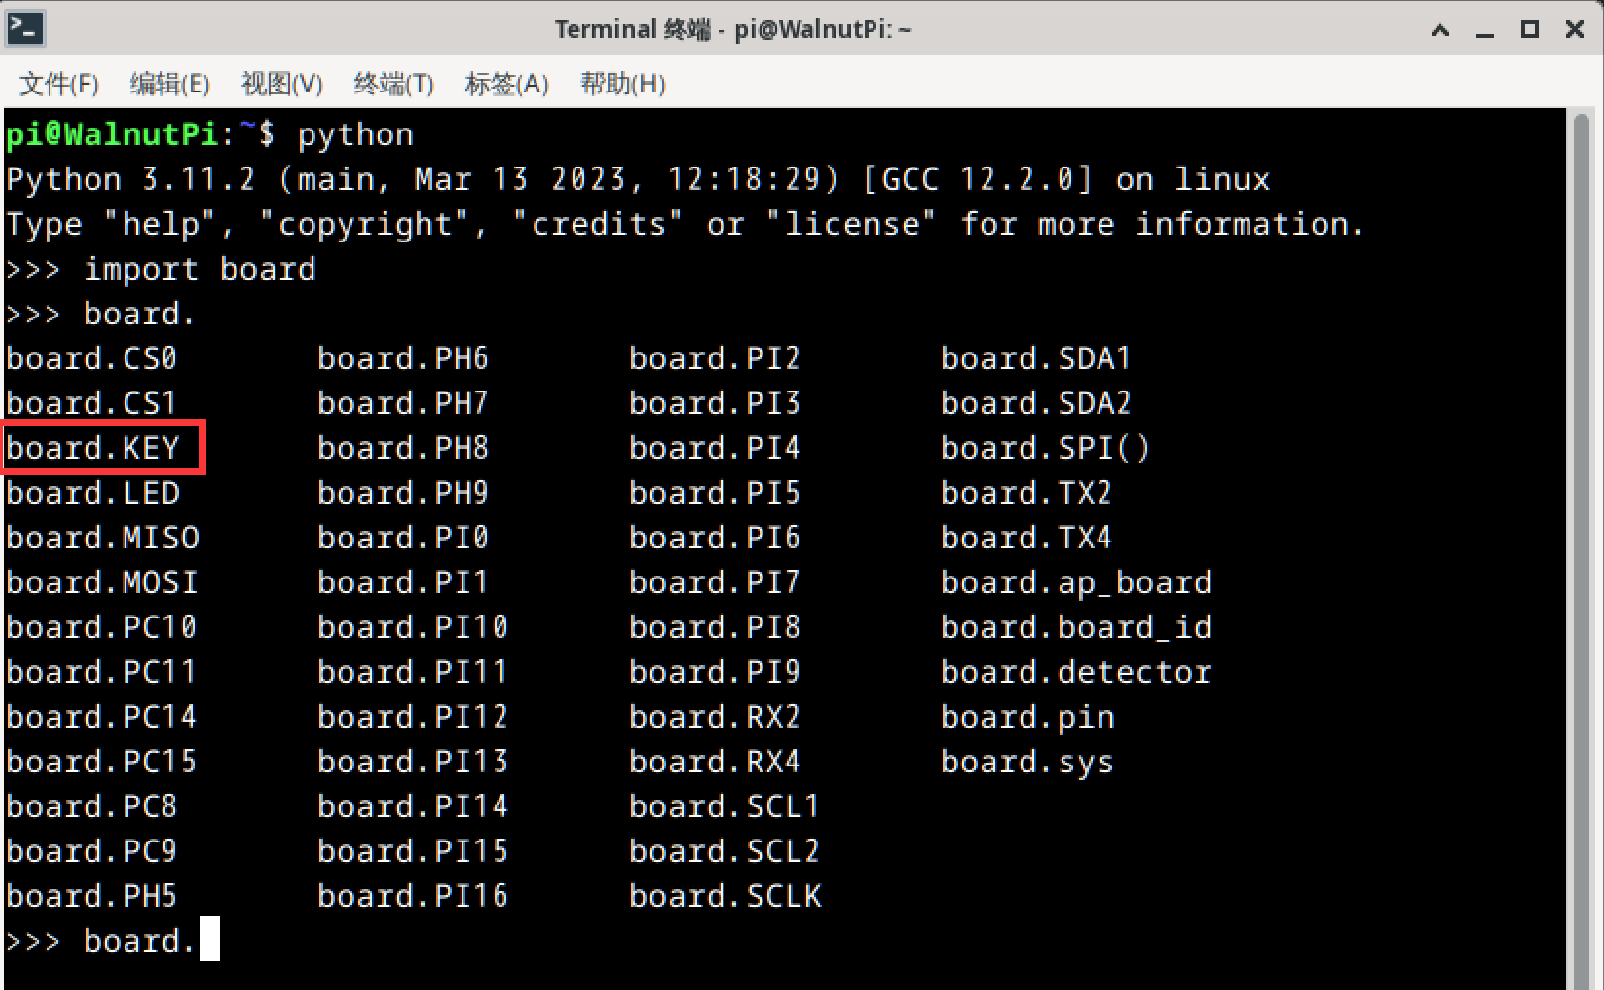 Terminal 终端 - pi@WalnutPi: ~
文件(F) 编辑(E) 视图(V) 终端(T) 标签(A) 帮助(H)
pi@WalnutPi:~$ python
Python 3.11.2 (main, Mar 13 2023, 12:18:29) [GCC 12.2.0] on linux
Type "help", "copyright", "credits" or "license" for more information.
>>> import board
>>> board.
board.CS0 board.PH6 board.PI2 board.SDA1
board.CS1 board.PH7 board.PI3 board.SDA2
board.KEY board.PH8 board.PI4 board.SPI()
board.LED board.PH9 board.PI5 board.TX2
board.MISO board.PI0 board.PI6 board.TX4
board.MOSI board.PI1 board.PI7 board.ap_board
board.PC10 board.PI10 board.PI8 board.board_id
board.PC11 board.PI11 board.PI9 board.detector
board.PC14 board.PI12 board.RX2 board.pin
board.PC15 board.PI13 board.RX4 board.sys
board.PC8 board.PI14 board.SCL1
board.PC9 board.PI15 board.SCL2
board.PH5 board.PI16 board.SCLK
>>> board.